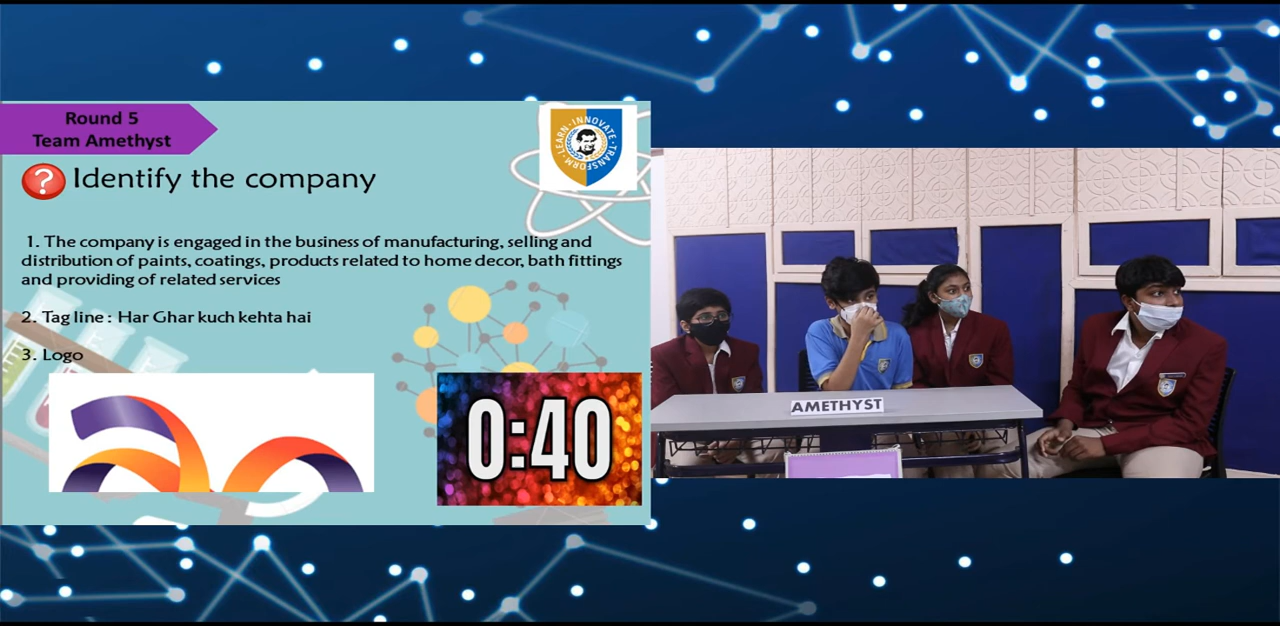 Round 5
Team Amethyst
? Identify the company
LEARN · INNOVATE · TRANSFORM
1. The company is engaged in the business of manufacturing, selling and
distribution of paints, coatings, products related to home decor, bath fittings
and providing of related services
2. Tag line : Har Ghar kuch kehta hai
3. Logo
0:40
AMETHYST